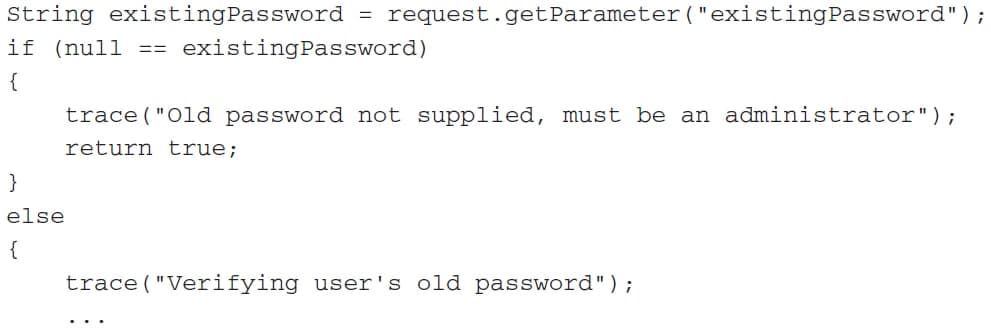 String existingPassword = request.getParameter("existingPassword");
if (null == existingPassword)
{
    trace("Old password not supplied, must be an administrator");
    return true;
}
else
{
    trace("Verifying user's old password");
    ...